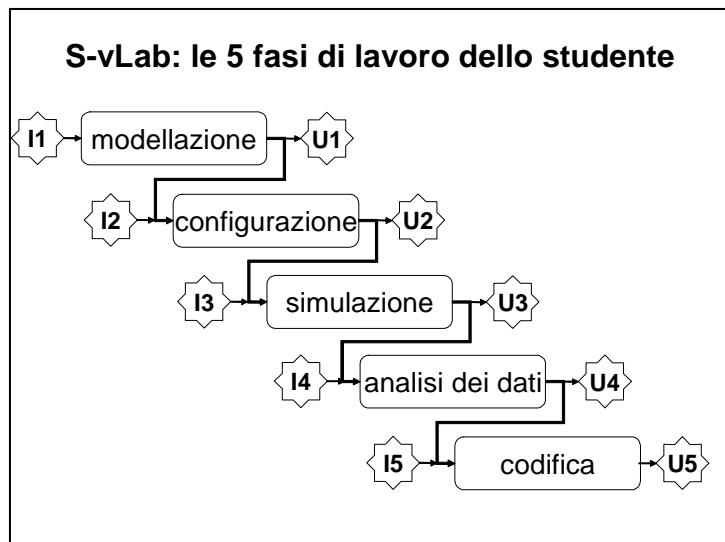 S-vLab: le 5 fasi di lavoro dello studente
I1 modellazione U1
I2 configurazione U2
I3 simulazione U3
I4 analisi dei dati U4
I5 codifica U5